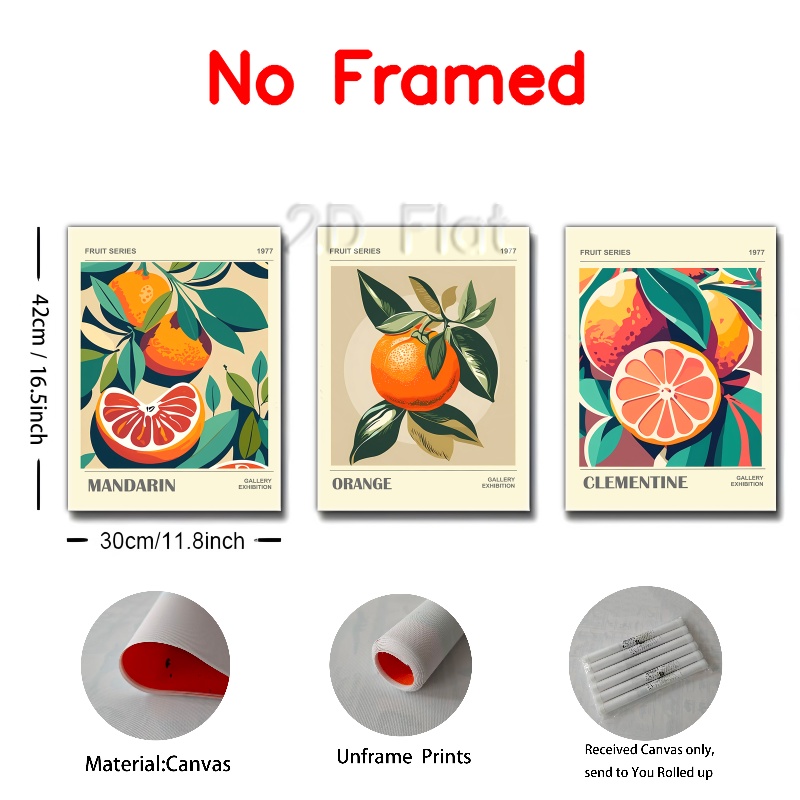 No Framed
2D Flat
FRUIT SERIES 1977
FRUIT SERIES 1977
FRUIT SERIES 1977
42cm / 16.5inch
MANDARIN
GALLERY
EXHIBITION
ORANGE
GALLERY
EXHIBITION
CLEMENTINE
GALLERY
EXHIBITION
30cm/11.8inch
Material:Canvas
Unframe Prints
Received Canvas only,
send to You Rolled up